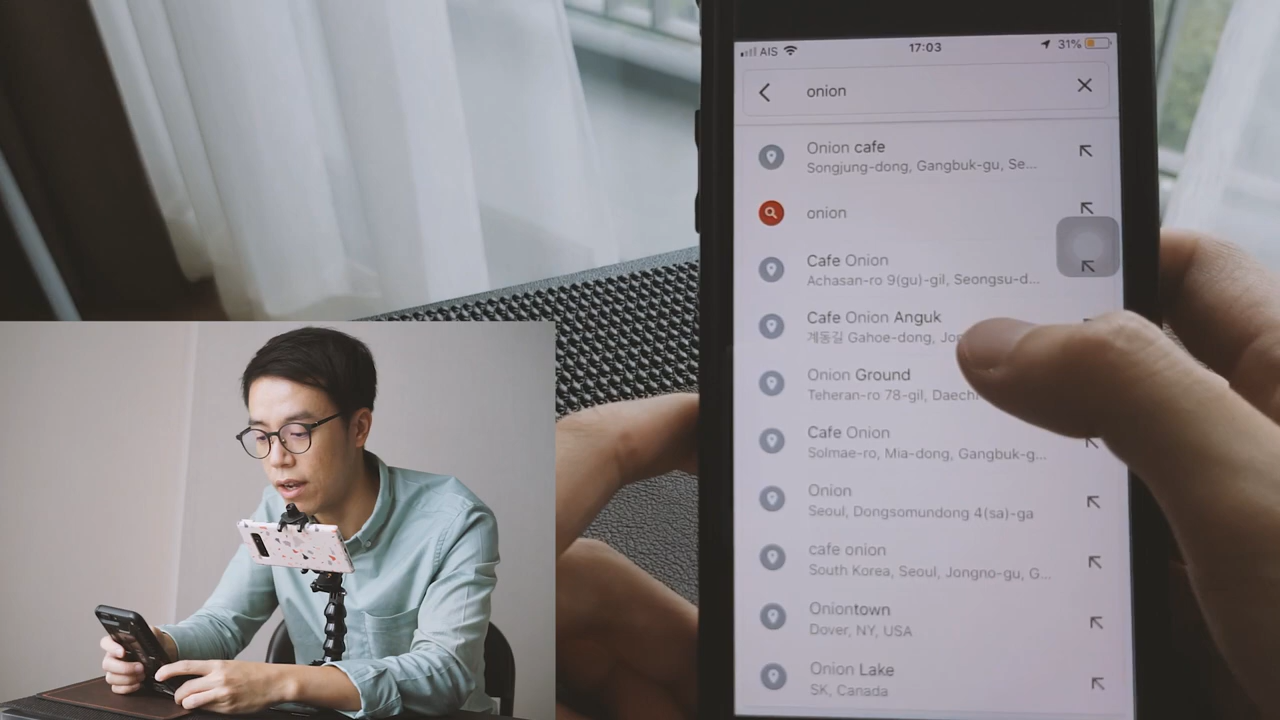 AIS 17:03 31%
onion
Onion cafe
Songjung-dong, Gangbuk-gu, Se...
onion
Cafe Onion
Achasan-ro 9(gu)-gil, Seongsu-d...
Cafe Onion Anguk
계동길 Gahoe-dong,
Onion Ground
Teheran-ro 78-gil,
Cafe Onion
Solmae-ro, Mia-dong, Gangbuk-g...
Onion
Seoul, Dongsomundong 4(sa)-ga
cafe onion
South Korea, Seoul, Jongno-gu, G...
Oniontown
Dover, NY, USA
Onion Lake
SK, Canada